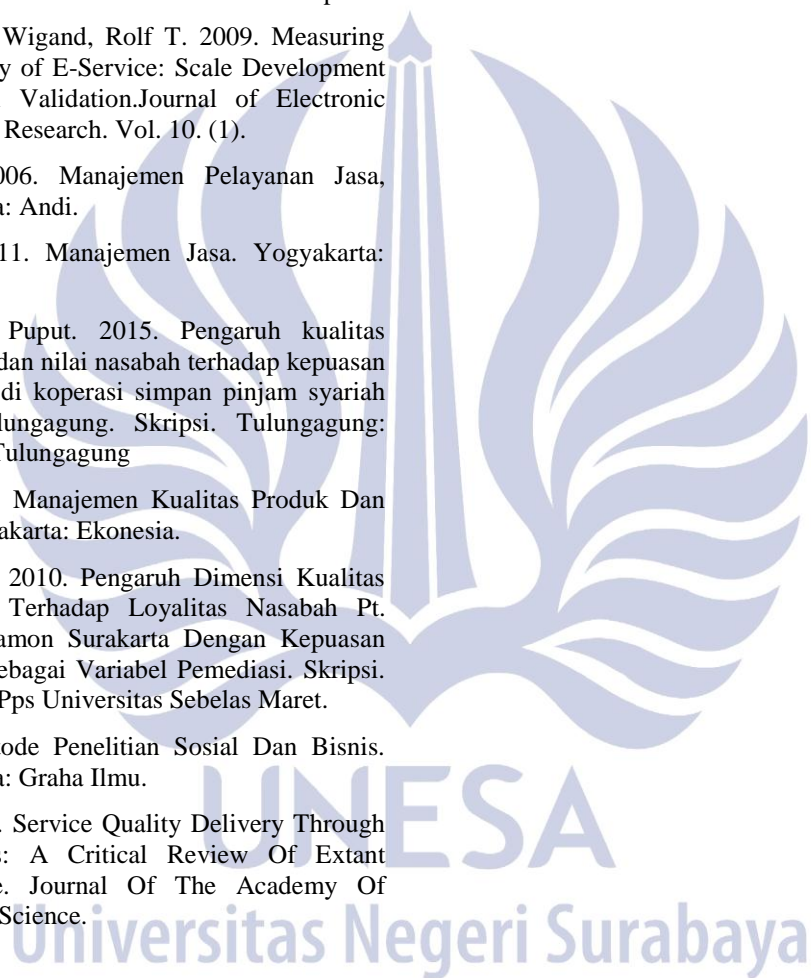 Wigand, Rolf T. 2009. Measuring
y of E-Service: Scale Development
Validation.Journal of Electronic
Research. Vol. 10. (1).
006. Manajemen Pelayanan Jasa,
a: Andi.
11. Manajemen Jasa. Yogyakarta:
Puput. 2015. Pengaruh kualitas
dan nilai nasabah terhadap kepuasan
di koperasi simpan pinjam syariah
lungagung. Skripsi. Tulungagung:
Tulungagung
Manajemen Kualitas Produk Dan
akarta: Ekonesia.
2010. Pengaruh Dimensi Kualitas
Terhadap Loyalitas Nasabah Pt.
amon Surakarta Dengan Kepuasan
ebagai Variabel Pemediasi. Skripsi.
Pps Universitas Sebelas Maret.
tode Penelitian Sosial Dan Bisnis.
a: Graha Ilmu.
. Service Quality Delivery Through
s: A Critical Review Of Extant
e. Journal Of The Academy Of
Science.
UNESA
Universitas Negeri Surabaya